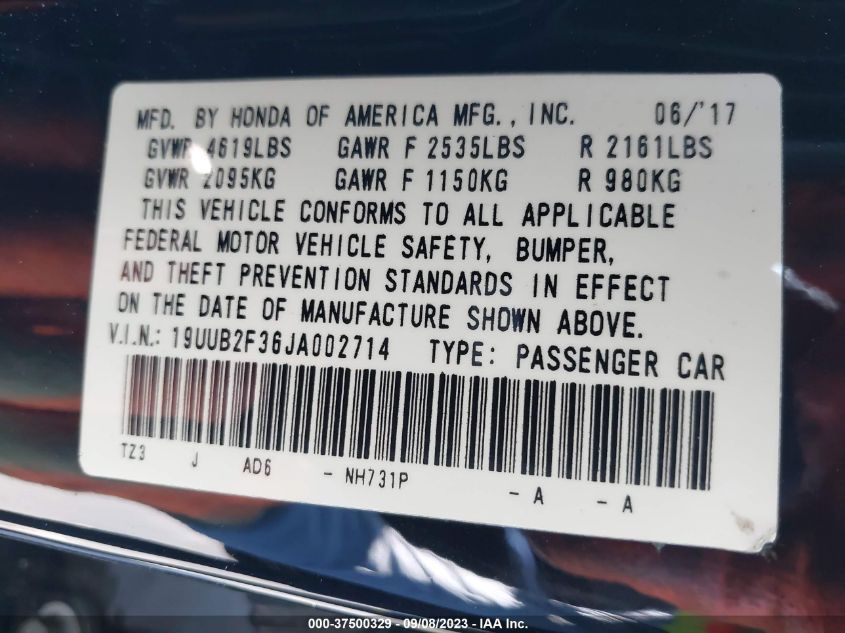 MFD. BY HONDA OF AMERICA MFG., INC. 06/'17
GVWR 4619LBS GAWR F 2535LBS R 2161LBS
GVWR 2095KG GAWR F 1150KG R 980KG
THIS VEHICLE CONFORMS TO ALL APPLICABLE
FEDERAL MOTOR VEHICLE SAFETY, BUMPER,
AND THEFT PREVENTION STANDARDS IN EFFECT
ON THE DATE OF MANUFACTURE SHOWN ABOVE.
V.I.N.: 19UUB2F36JA002714 TYPE: PASSENGER CAR
TZ3 J AD6 - NH731P - A - A
000-37500329 - 09/08/2023 - IAA Inc.